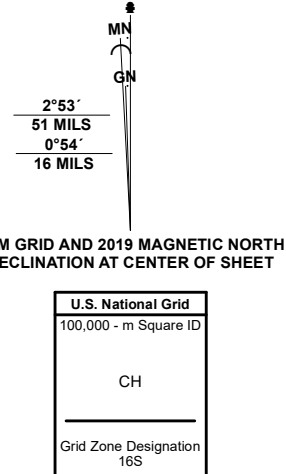 MN
GN
2°53´
51 MILS
0°54´
16 MILS
M GRID AND 2019 MAGNETIC NORTH
ECLINATION AT CENTER OF SHEET
U.S. National Grid
100,000 - m Square ID
CH
Grid Zone Designation
16S